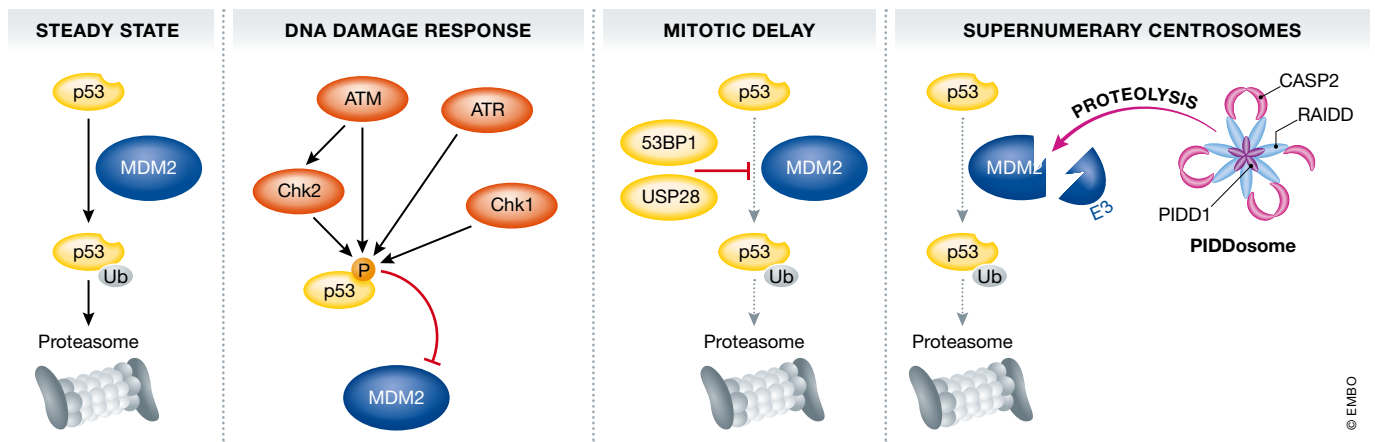 STEADY STATE
p53
MDM2
p53
Ub
Proteasome
DNA DAMAGE RESPONSE
ATM
ATR
Chk2
Chk1
P
p53
MDM2
MITOTIC DELAY
p53
53BP1
MDM2
USP28
p53
Ub
Proteasome
SUPERNUMERARY CENTROSOMES
p53
PROTEOLYSIS
CASP2
RAIDD
MDM2
E3
PIDD1
PIDDosome
p53
Ub
Proteasome
© EMBO